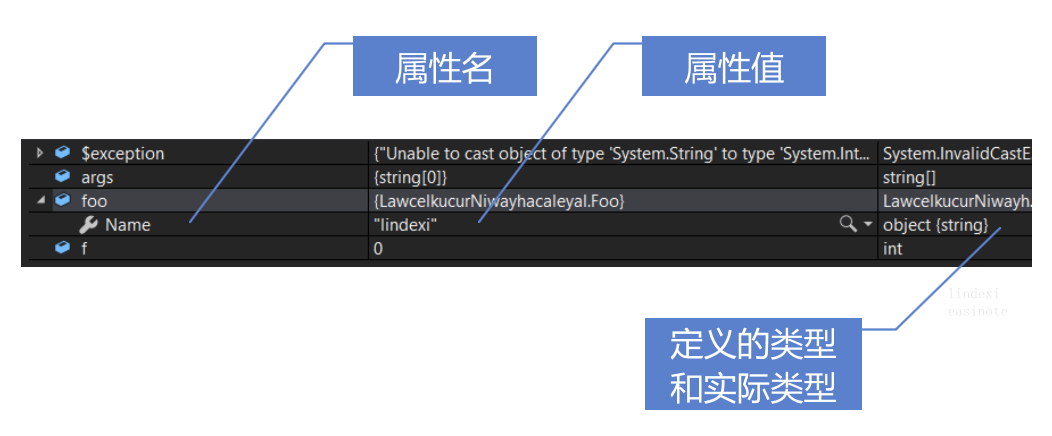 属性名
属性值
$exception {"Unable to cast object of type 'System.String' to type 'System.Int... System.InvalidCastE
args {string[0]} string[]
foo {LawcelkucurNiwayhacaleyal.Foo} LawcelkucurNiwayh.
Name "lindexi" object {string}
f 0 int
lindexi
easinote
定义的类型
和实际类型